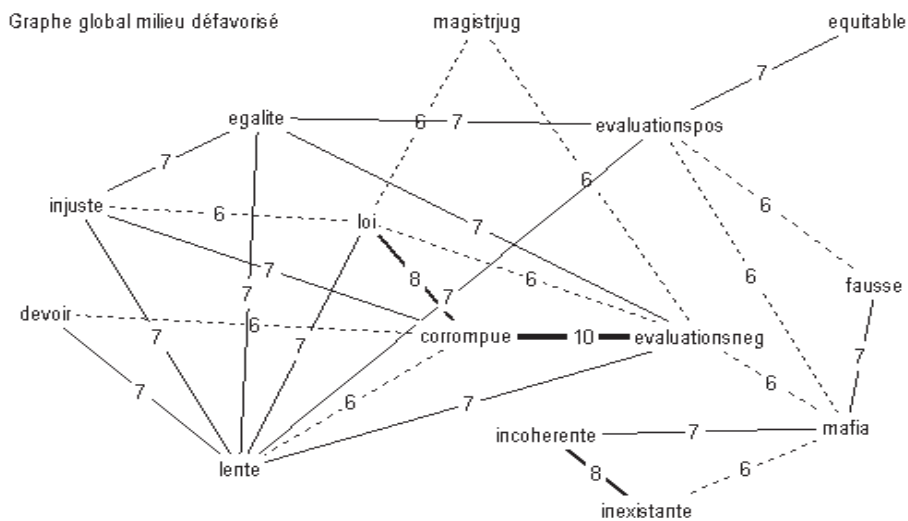 Graphe global milieu défavorisé magistrjug equitable
7
egalite 6 7 evaluationspos
7
6
injuste 6 loi 7 6
7 8 6 6 fausse
devoir 7 7
6 corrompue 10 evaluationsneg
7 7 7
7 6 6
7
incoherente 7 mafia
lente 8 6
inexistante